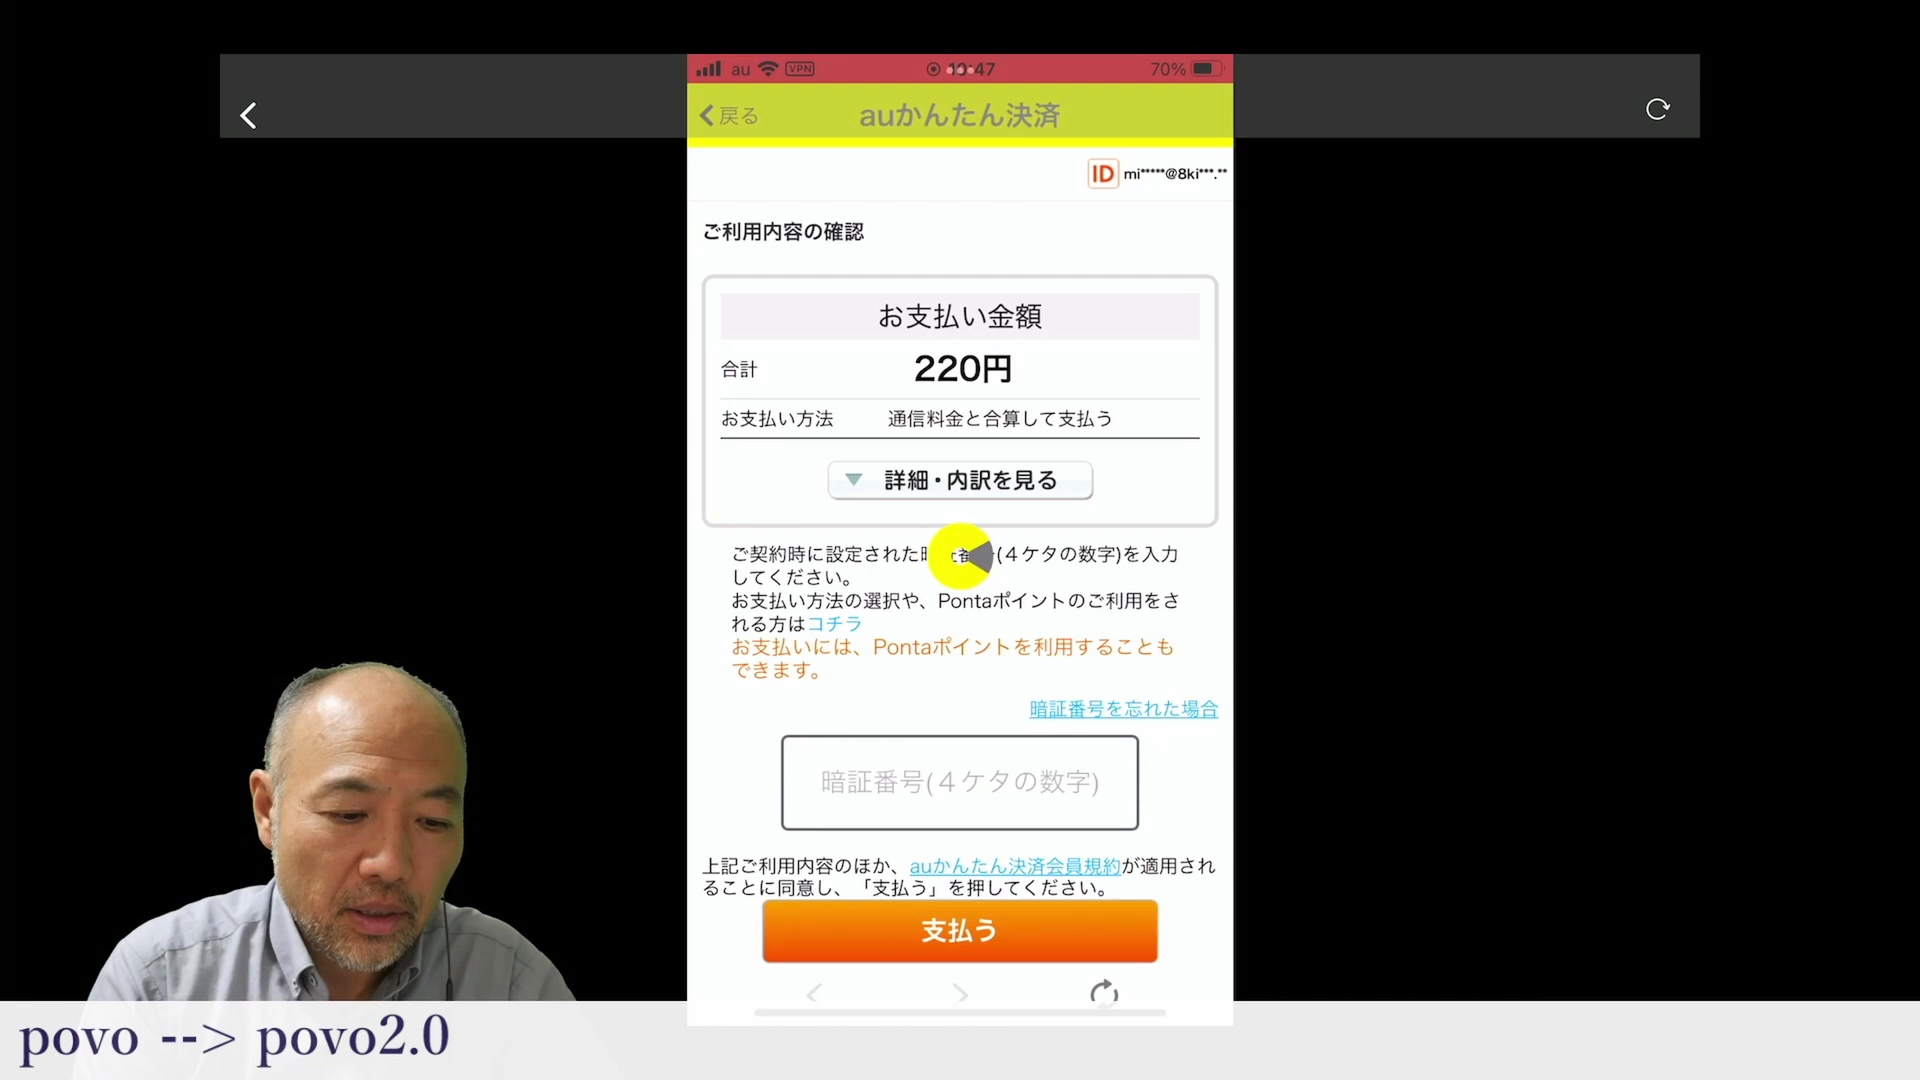 au VPN 10:47 70%
戻る auかんたん決済
ID mi*****@8ki***.**
ご利用内容の確認
お支払い金額
合計 220円
お支払い方法 通信料金と合算して支払う
詳細・内訳を見る
ご契約時に設定された 番 (４ケタの数字)を入力
してください。
お支払い方法の選択や、Pontaポイントのご利用をさ
れる方はコチラ
お支払いには、Pontaポイントを利用することも
できます。
暗証番号を忘れた場合
暗証番号(４ケタの数字)
上記ご利用内容のほか、auかんたん決済会員規約が適用され
ることに同意し、「支払う」を押してください。
支払う
povo --> povo2.0